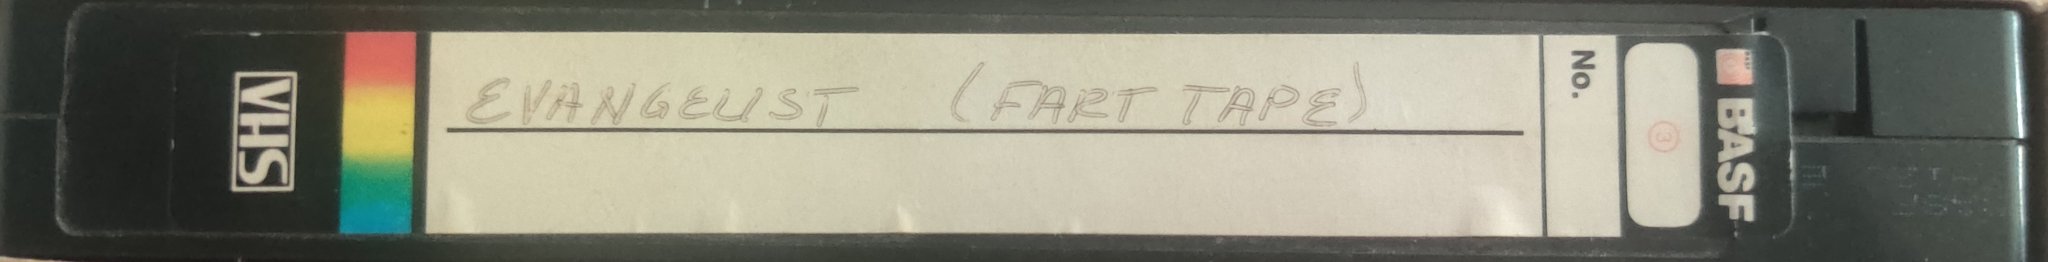 VHS
EVANGELIST (FART TAPE)
No.
3
BASF